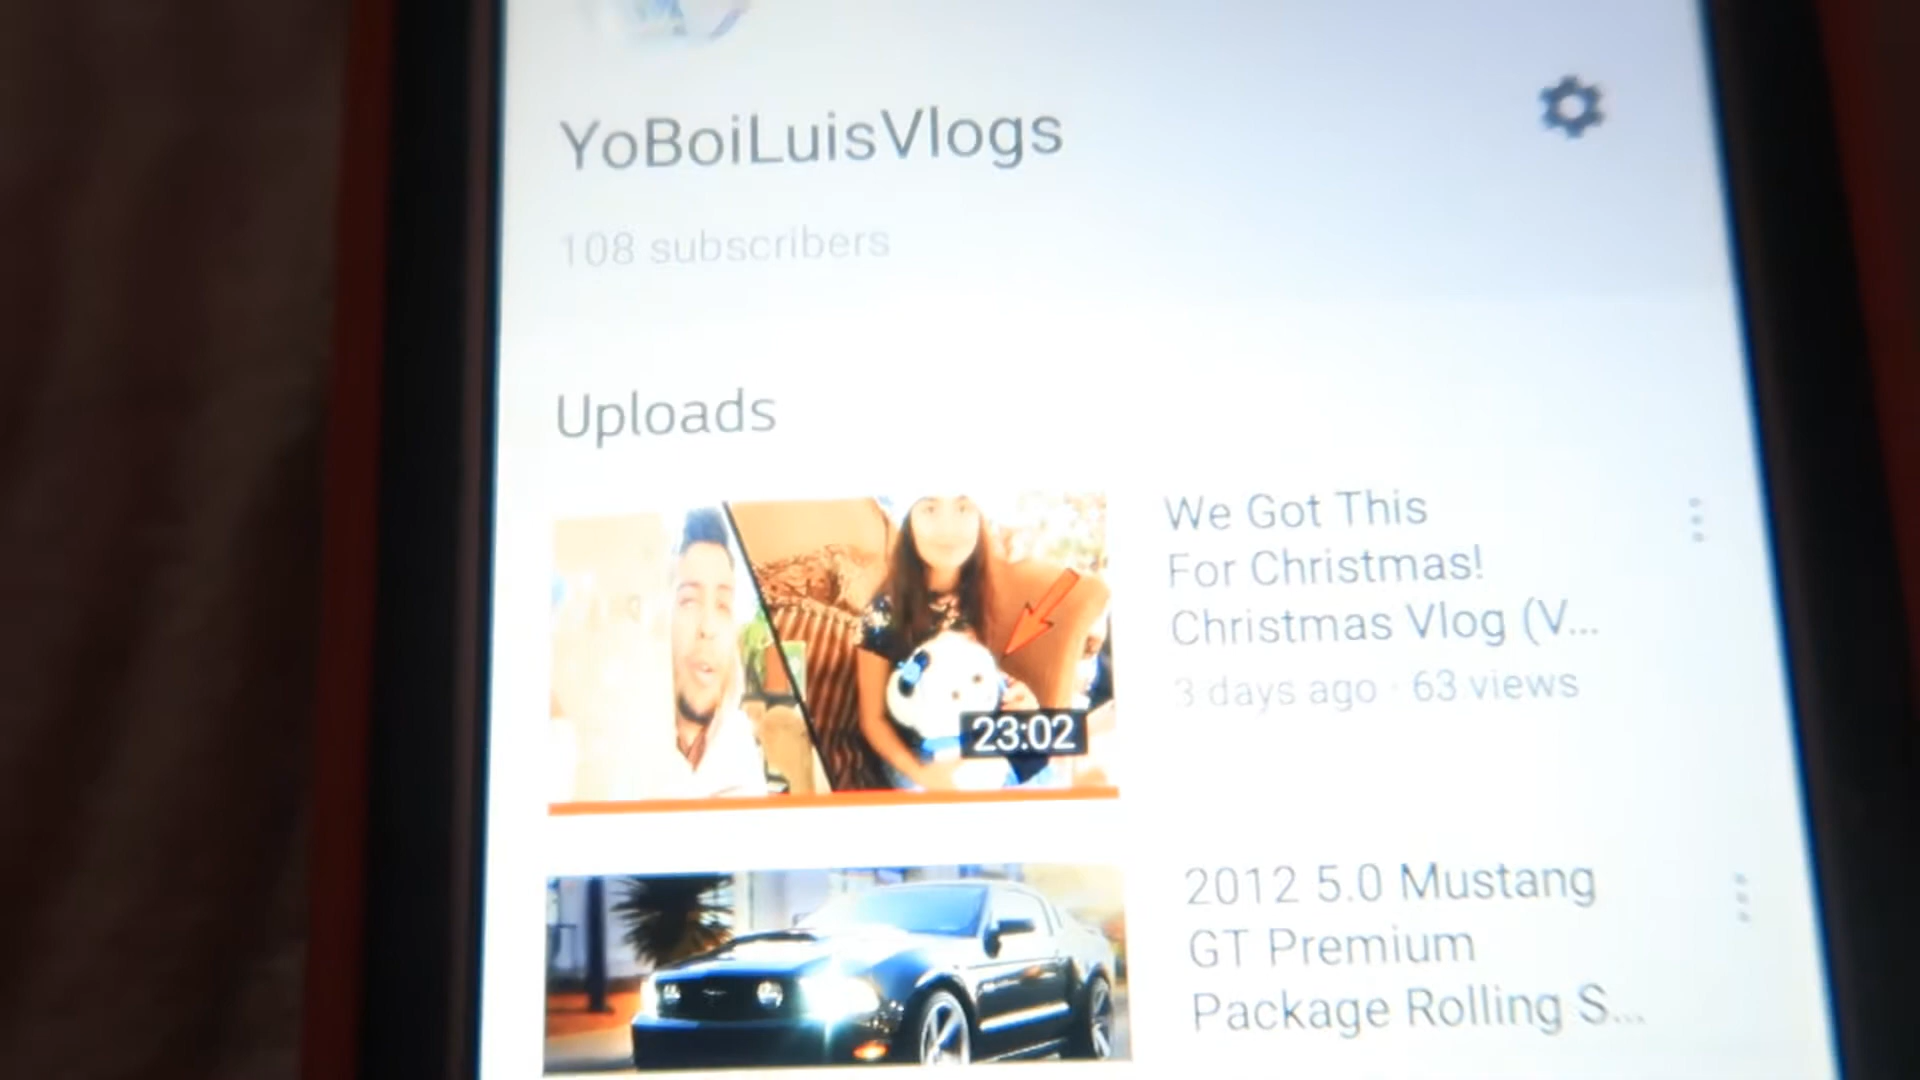 YoBoiLuisVlogs
108 subscribers
Uploads
We Got This
For Christmas!
Christmas Vlog (V...
3 days ago · 63 views
23:02
2012 5.0 Mustang
GT Premium
Package Rolling S...